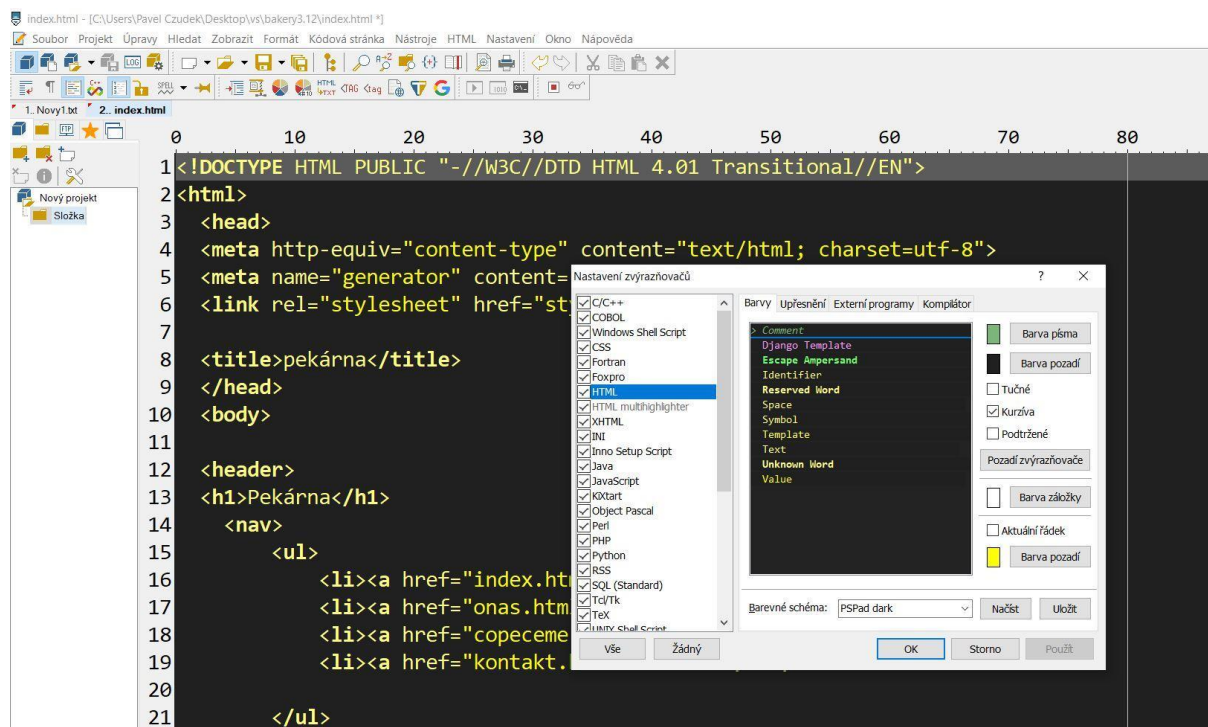 index.html - [C:\Users\Pavel Czudek\Desktop\vs\bakery3.12\index.html *]
Soubor Projekt Úpravy Hledat Zobrazit Formát Kódová stránka Nástroje HTML Nastavení Okno Nápověda
LOG
SPELL HTML TXT <TAG <tag
1.. Novy1.txt 2.. index.html
FTP
0 10 20 30 40 50 60 70 80
Nový projekt
Složka
1 <!DOCTYPE HTML PUBLIC "-//W3C//DTD HTML 4.01 Transitional//EN">
2 <html>
3 <head>
4 <meta http-equiv="content-type" content="text/html; charset=utf-8">
5 <meta name="generator" content=
6 <link rel="stylesheet" href="st
7
8 <title>pekárna</title>
9 </head>
10 <body>
11
12 <header>
13 <h1>Pekárna</h1>
14 <nav>
15 <ul>
16 <li><a href="index.ht
17 <li><a href="onas.htm
18 <li><a href="copeceme
19 <li><a href="kontakt.
20
21 </ul>
Nastavení zvýrazňovačů ? X
C/C++
COBOL
Windows Shell Script
CSS
Fortran
Foxpro
HTML
HTML multihighlighter
XHTML
INI
Inno Setup Script
Java
JavaScript
KiXtart
Object Pascal
Perl
PHP
Python
RSS
SQL (Standard)
Tcl/Tk
TeX
UNIX Shell Script
Vše Žádný
Barvy Upřesnění Externí programy Kompilátor
> Comment
Django Template
Escape Ampersand
Identifier
Reserved Word
Space
Symbol
Template
Text
Unknown Word
Value
Barva písma
Barva pozadí
Tučné
Kurzíva
Podtržené
Pozadí zvýrazňovače
Barva záložky
Aktuální řádek
Barva pozadí
Barevné schéma: PSPad dark Načíst Uložit
OK Storno Použít